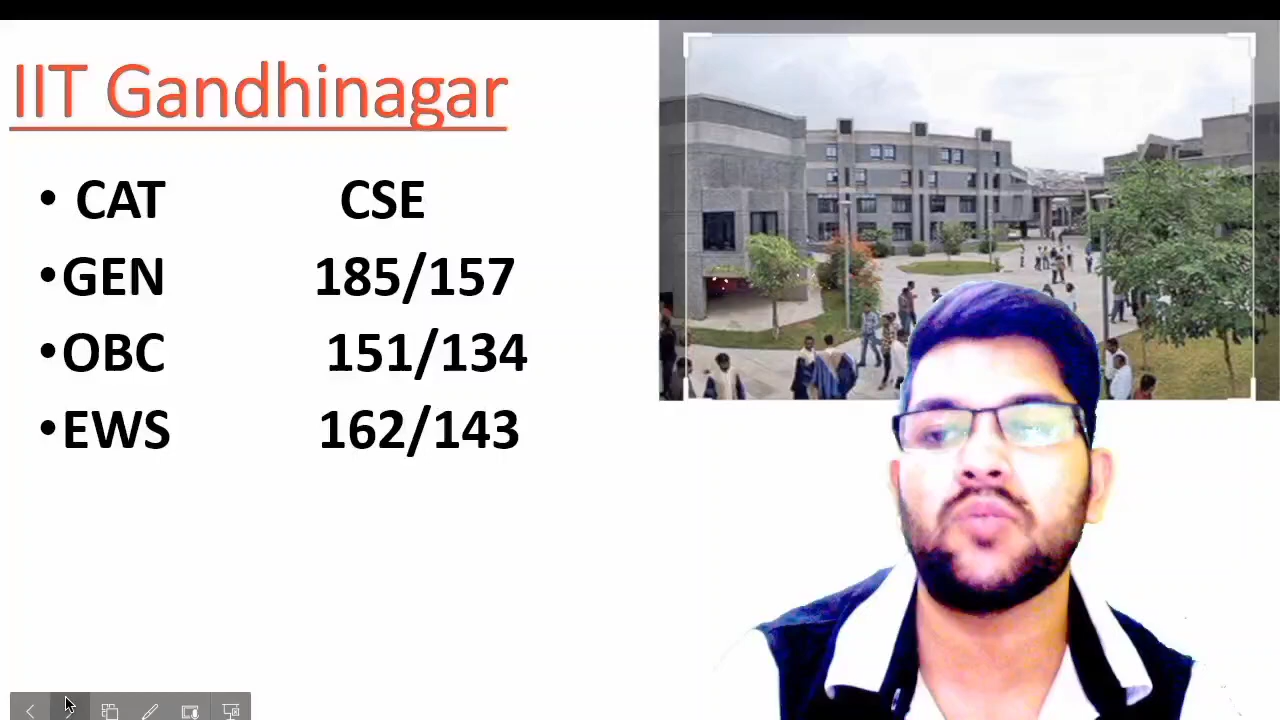 IIT Gandhinagar
• CAT CSE
•GEN 185/157
•OBC 151/134
•EWS 162/143